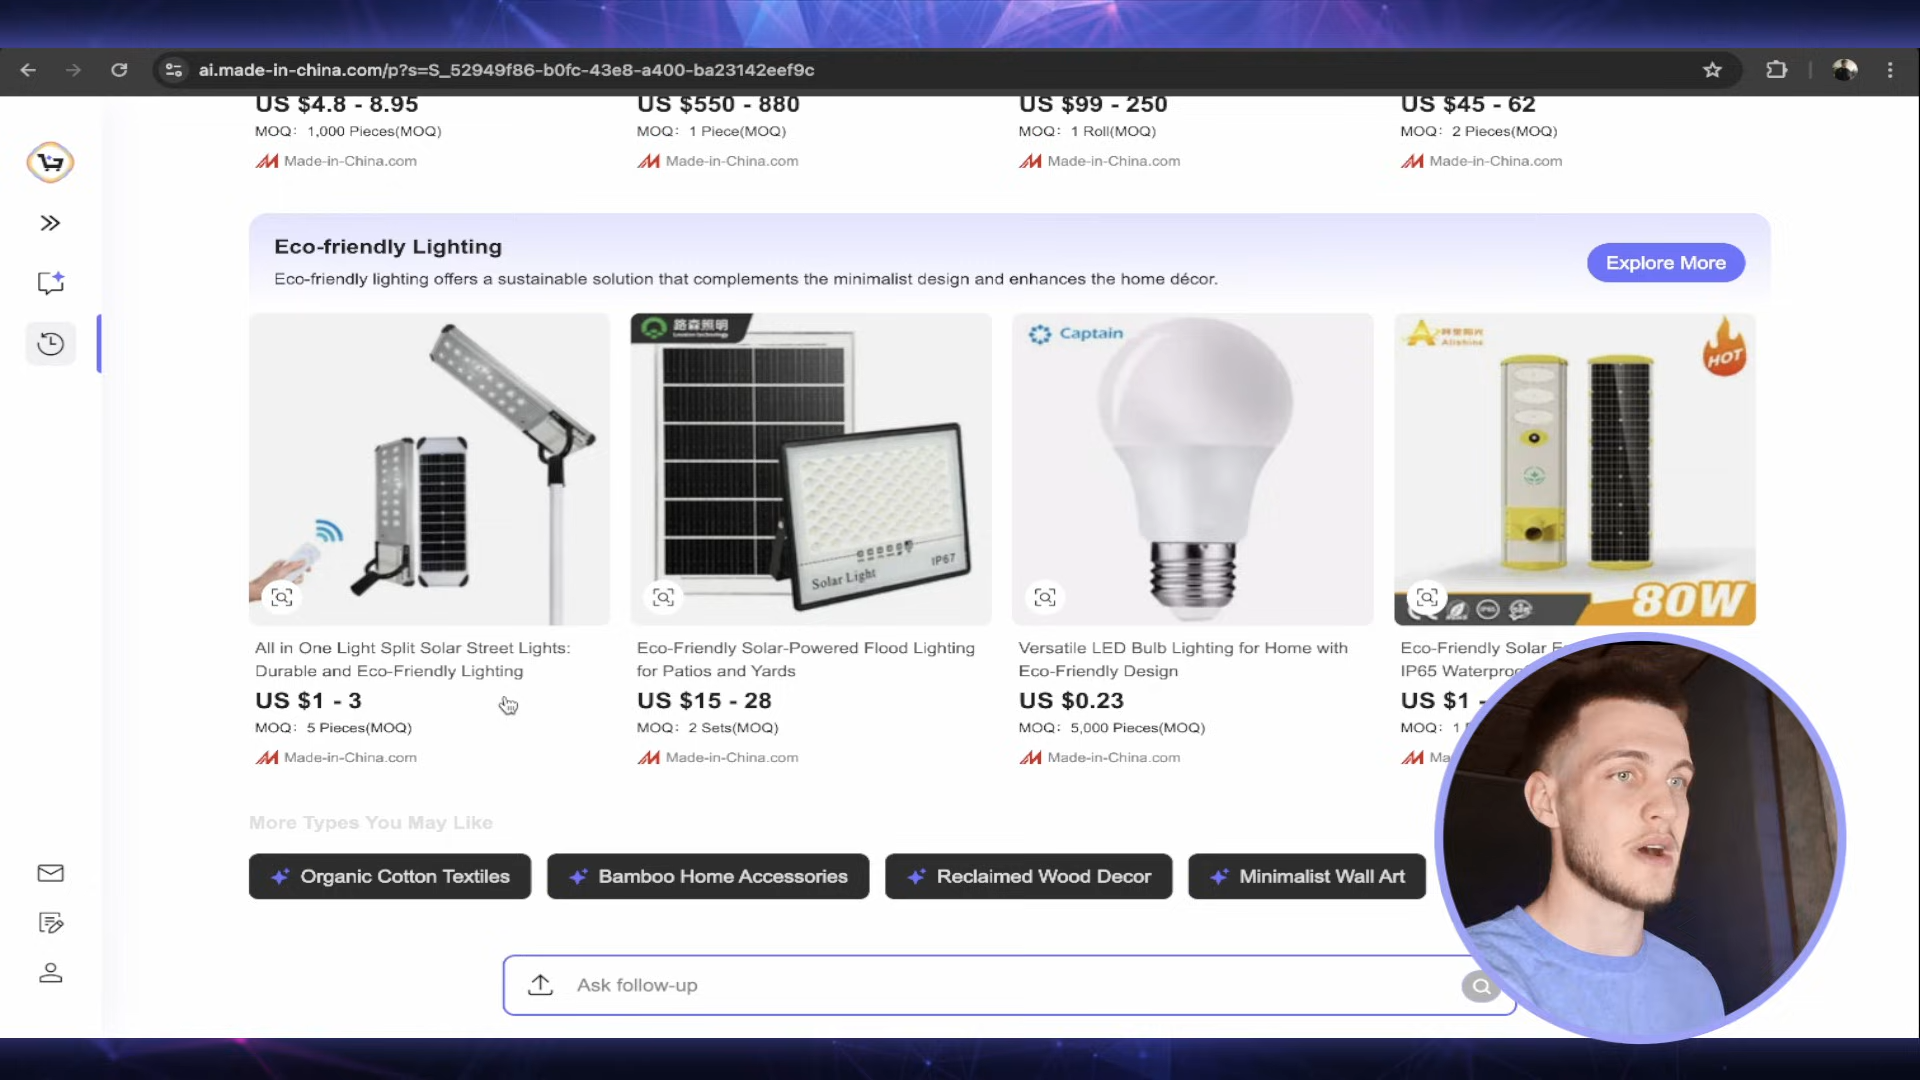 ai.made-in-china.com/p?s=S_52949f86-b0fc-43e8-a400-ba23142eef9c
US $4.8 - 8.95
MOQ: 1,000 Pieces(MOQ)
Made-in-China.com
US $550 - 880
MOQ: 1 Piece(MOQ)
Made-in-China.com
US $99 - 250
MOQ: 1 Roll(MOQ)
Made-in-China.com
US $45 - 62
MOQ: 2 Pieces(MOQ)
Made-in-China.com
Eco-friendly Lighting
Eco-friendly lighting offers a sustainable solution that complements the minimalist design and enhances the home décor.
Explore More
All in One Light Split Solar Street Lights:
Durable and Eco-Friendly Lighting
US $1 - 3
MOQ: 5 Pieces(MOQ)
Made-in-China.com
路森照明
Solar Light
IP67
Eco-Friendly Solar-Powered Flood Lighting
for Patios and Yards
US $15 - 28
MOQ: 2 Sets(MOQ)
Made-in-China.com
Captain
Versatile LED Bulb Lighting for Home with
Eco-Friendly Design
US $0.23
MOQ: 5,000 Pieces(MOQ)
Made-in-China.com
Alishine
HOT
80W
Eco-Friendly Solar
IP65
US $1 -
MOQ:
More Types You May Like
Organic Cotton Textiles
Bamboo Home Accessories
Reclaimed Wood Decor
Minimalist Wall Art
Ask follow-up